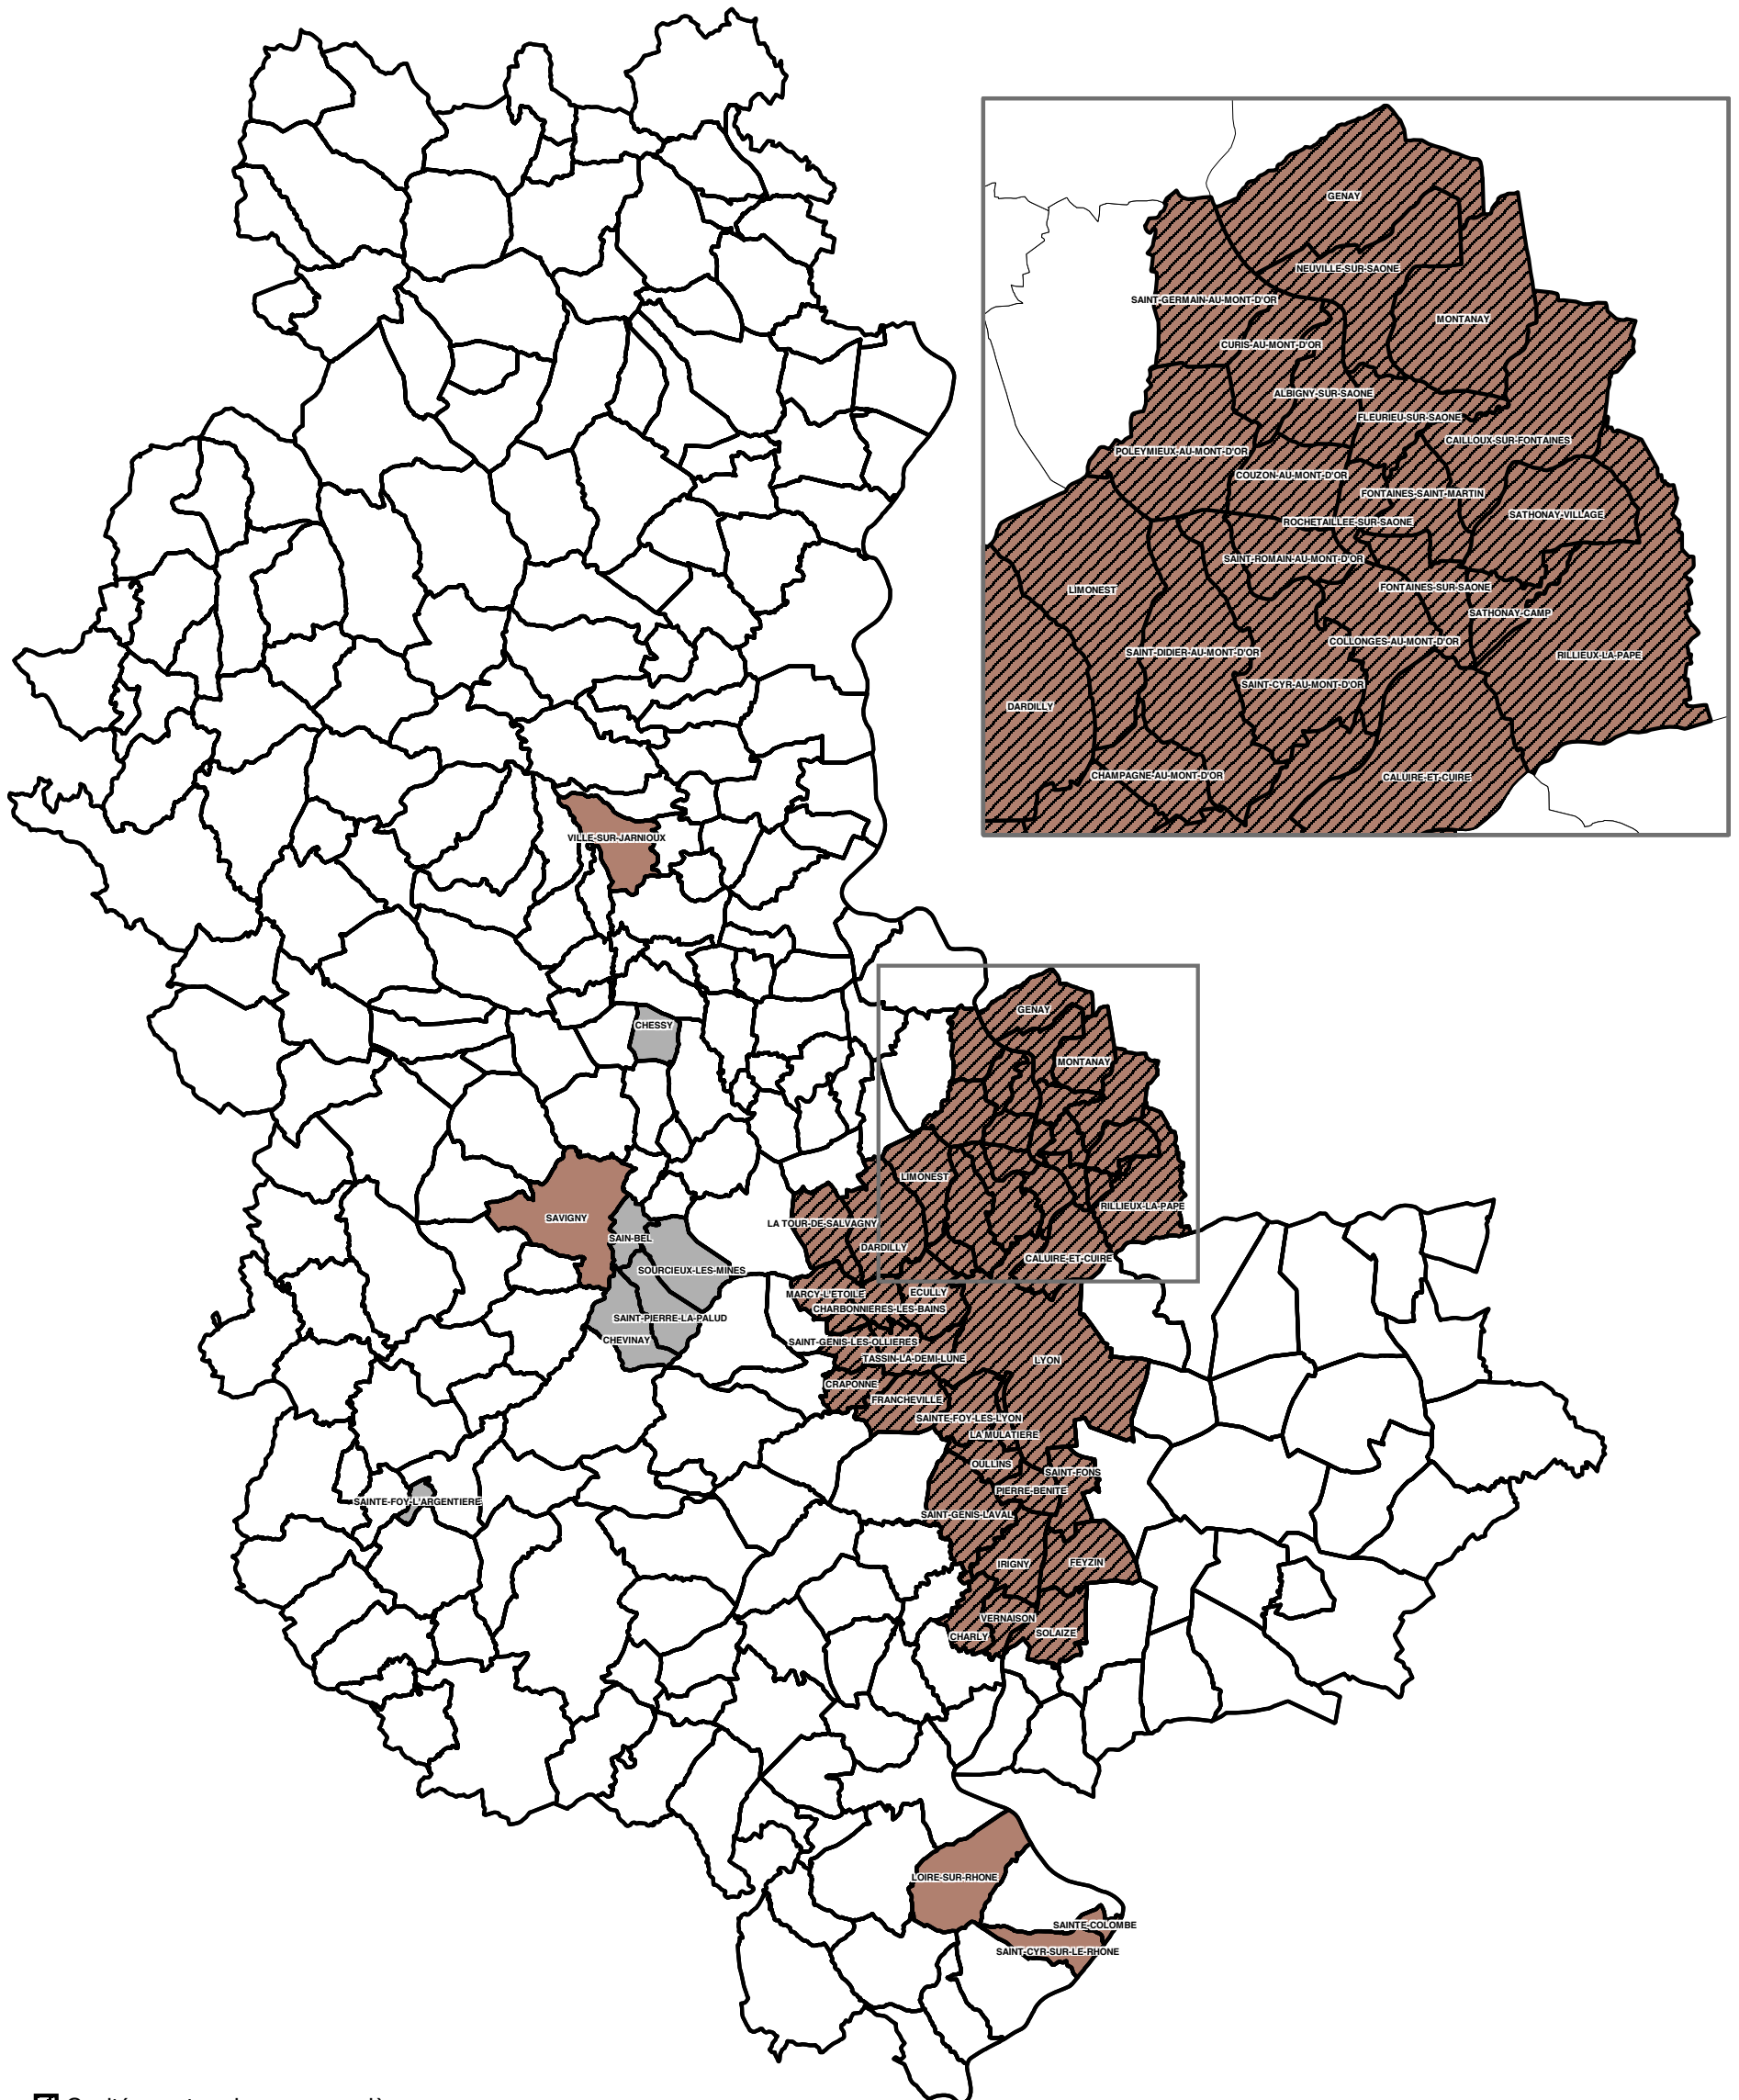 GENAY
NEUVILLE-SUR-SAONE
SAINT-GERMAIN-AU-MONT-D'OR
MONTANAY
CURIS-AU-MONT-D'OR
ALBIGNY-SUR-SAONE
FLEURIEU-SUR-SAONE
CAILLOUX-SUR-FONTAINES
POLEYMIEUX-AU-MONT-D'OR
COUZON-AU-MONT-D'OR
FONTAINES-SAINT-MARTIN
SATHONAY-VILLAGE
ROCHETAILLEE-SUR-SAONE
SAINT-ROMAIN-AU-MONT-D'OR
LIMONEST
FONTAINES-SUR-SAONE
SATHONAY-CAMP
COLLONGES-AU-MONT-D'OR
SAINT-DIDIER-AU-MONT-D'OR
RILLIEUX-LA-PAPE
SAINT-CYR-AU-MONT-D'OR
DARDILLY
CHAMPAGNE-AU-MONT-D'OR
CALUIRE-ET-CUIRE
VILLE-SUR-JARNIOUX
GENAY
CHESSY
MONTANAY
LIMONEST
RILLIEUX-LA-PAPE
SAVIGNY
LA TOUR-DE-SALVAGNY
SAIN-BEL
DARDILLY
CALUIRE-ET-CUIRE
SOURCIEUX-LES-MINES
MARCY-L'ETOILE
ECULLY
CHARBONNIERES-LES-BAINS
SAINT-PIERRE-LA-PALUD
CHEVINAY
SAINT-GENIS-LES-OLLIERES
TASSIN-LA-DEMI-LUNE
LYON
CRAPONNE
FRANCHEVILLE
SAINTE-FOY-LES-LYON
LA MULATIERE
OULLINS
SAINT-FONS
PIERRE-BENITE
SAINTE-FOY-L'ARGENTIERE
SAINT-GENIS-LAVAL
IRIGNY
FEYZIN
VERNAISON
CHARLY
SOLAIZE
LOIRE-SUR-RHONE
SAINTE-COLOMBE
SAINT-CYR-SUR-LE-RHONE